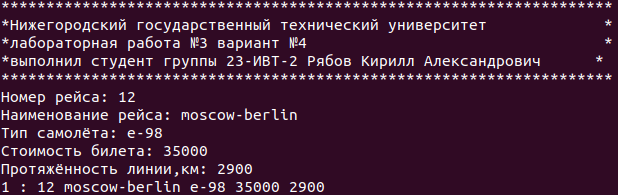 ********************************************************************
*Нижегородский государственный технический университет             *
*лабораторная работа №3 вариант №4                                 *
*выполнил студент группы 23-ИВТ-2 Рябов Кирилл Александрович      *
********************************************************************
Номер рейса: 12
Наименование рейса: moscow-berlin
Тип самолёта: e-98
Стоимость билета: 35000
Протяжённость линии,км: 2900
1 : 12 moscow-berlin e-98 35000 2900